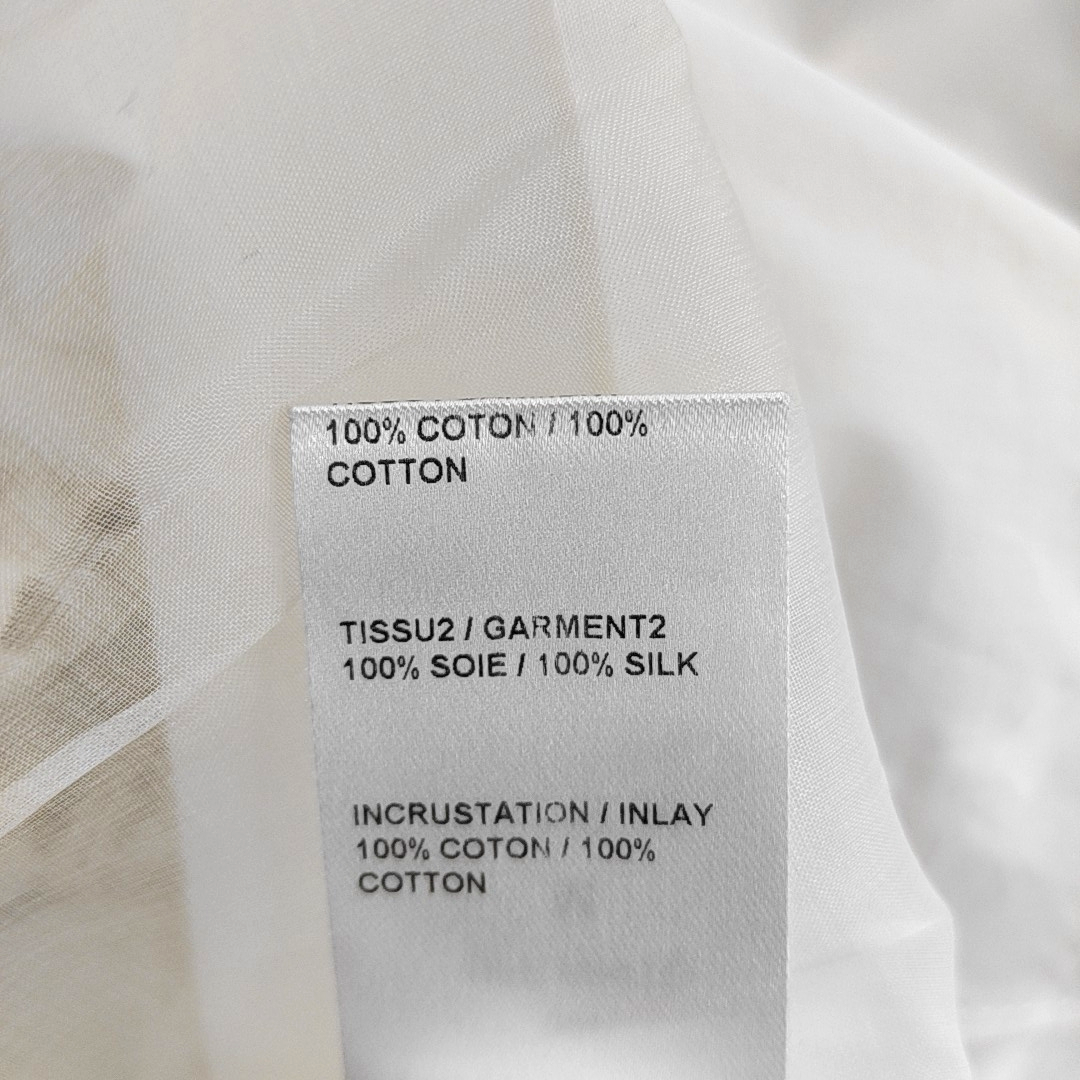 100% COTON / 100%
COTTON
TISSU2 / GARMENT2
100% SOIE / 100% SILK
INCRUSTATION / INLAY
100% COTON / 100%
COTTON